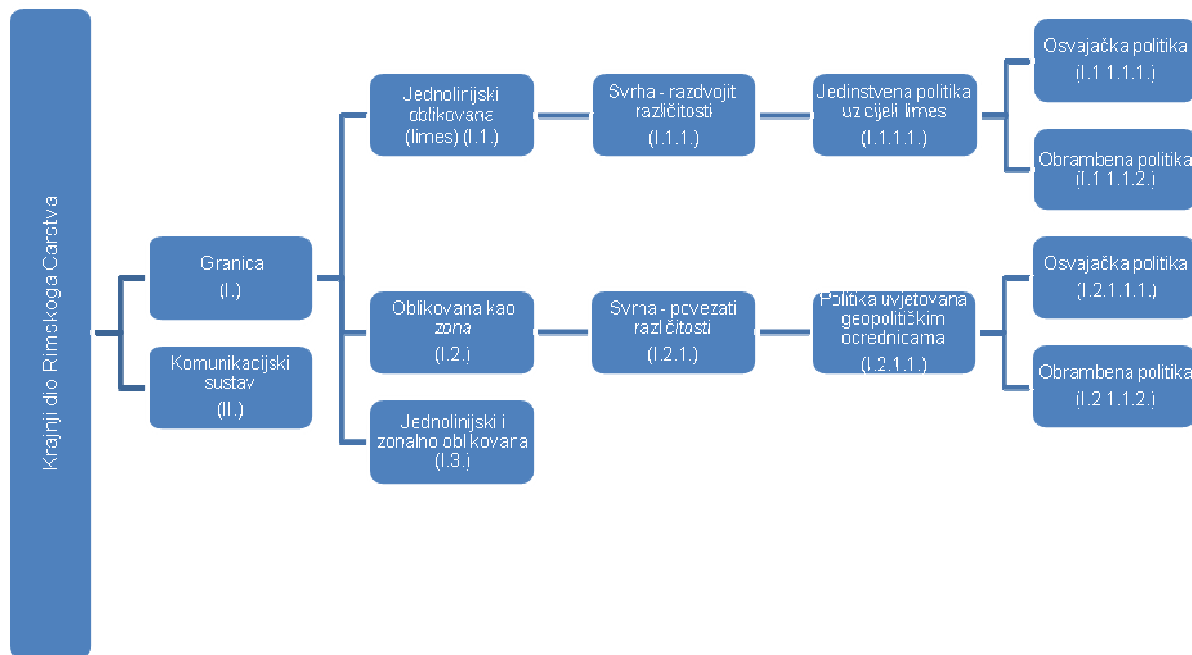 Krajnji dio Rimskoga Carstva
Granica
(I.)
Komunikacijski
sustav
(II.)
Jednolinijski
oblikovana
(limes) (I.1.)
Svrha - razdvojit
različitosti
(I.1.1.)
Jedinstvena politika
uz cijeli limes
(I.1.1.1.)
Osvajačka politika
(I.1.1.1.1.)
Obrambena politika
(I.1.1.1.2.)
Oblikovana kao
zona
(I.2.)
Svrha - povezati
različitosti
(I.2.1.)
Politika uvjetovana
geopolitičkim
odrednicama
(I.2.1.1.)
Osvajačka politika
(I.2.1.1.1.)
Obrambena politika
(I.2.1.1.2.)
Jednolinijski i
zonalno oblikovana
(I.3.)